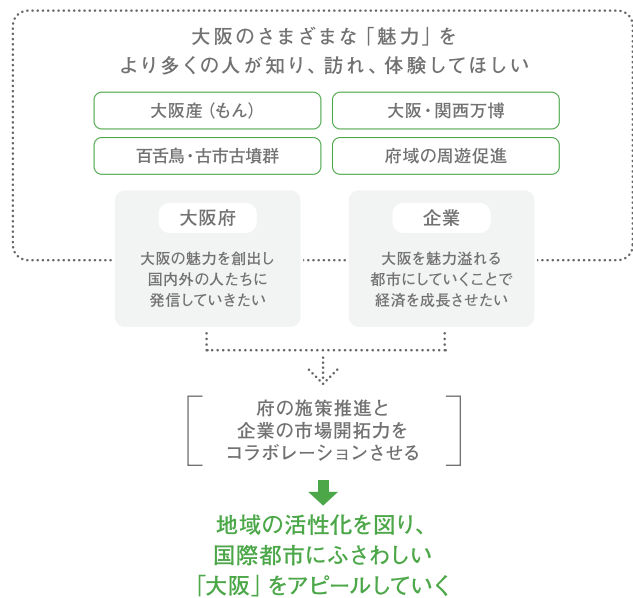 大阪のさまざまな「魅力」を
より多くの人が知り、訪れ、体験してほしい
大阪産（もん）
大阪・関西万博
百舌鳥・古市古墳群
府域の周遊促進
大阪府
大阪の魅力を創出し
国内外の人たちに
発信していきたい
企業
大阪を魅力溢れる
都市にしていくことで
経済を成長させたい
府の施策推進と
企業の市場開拓力を
コラボレーションさせる
地域の活性化を図り、
国際都市にふさわしい
「大阪」をアピールしていく